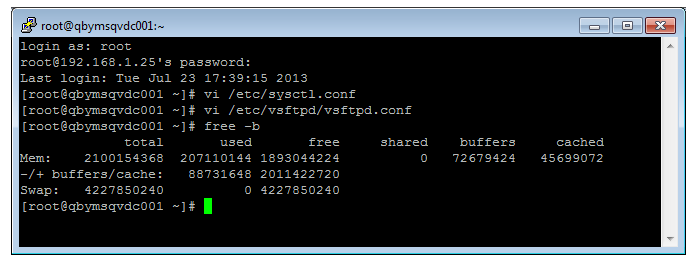 root@qbymsqvdc001:~
login as: root
root@192.168.1.25's password:
Last login: Tue Jul 23 17:39:15 2013
[root@qbymsqvdc001 ~]# vi /etc/sysctl.conf
[root@qbymsqvdc001 ~]# vi /etc/vsftpd/vsftpd.conf
[root@qbymsqvdc001 ~]# free -b
total used free shared buffers cached
Mem: 2100154368 207110144 1893044224 0 72679424 45699072
-/+ buffers/cache: 88731648 2011422720
Swap: 4227850240 0 4227850240
[root@qbymsqvdc001 ~]#